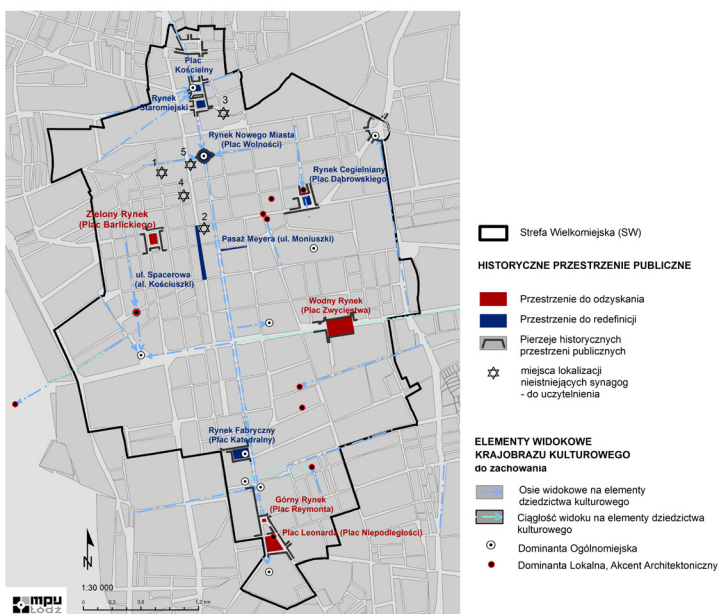 Plac
Kościelny
Rynek
Staromiejski
3
Rynek Nowego Miasta
(Plac Wolności)
5
1
4
2
Rynek Cegielniany
(Plac Dąbrowskiego)
Zielony Rynek
(Plac Barlickiego)
Pasaż Meyera (ul. Moniuszki)
ul. Spacerowa
(al. Kościuszki)
Wodny Rynek
(Plac Zwycięstwa)
Rynek Fabryczny
(Plac Katedralny)
Górny Rynek
(Plac Reymonta)
Plac Leonarda (Plac Niepodległości)
N
1:30 000
0 0,3 0,6 1,2 km
mpu
Łódź
Strefa Wielkomiejska (SW)
HISTORYCZNE PRZESTRZENIE PUBLICZNE
Przestrzenie do odzyskania
Przestrzenie do redefinicji
Pierzeje historycznych
przestrzeni publicznych
miejsca lokalizacji
nieistniejących synagog
- do uczytelnienia
ELEMENTY WIDOKOWE
KRAJOBRAZU KULTUROWEGO
do zachowania
Osie widokowe na elementy
dziedzictwa kulturowego
Ciągłość widoku na elementy dziedzictwa
kulturowego
Dominanta Ogólnomiejska
Dominanta Lokalna, Akcent Architektoniczny